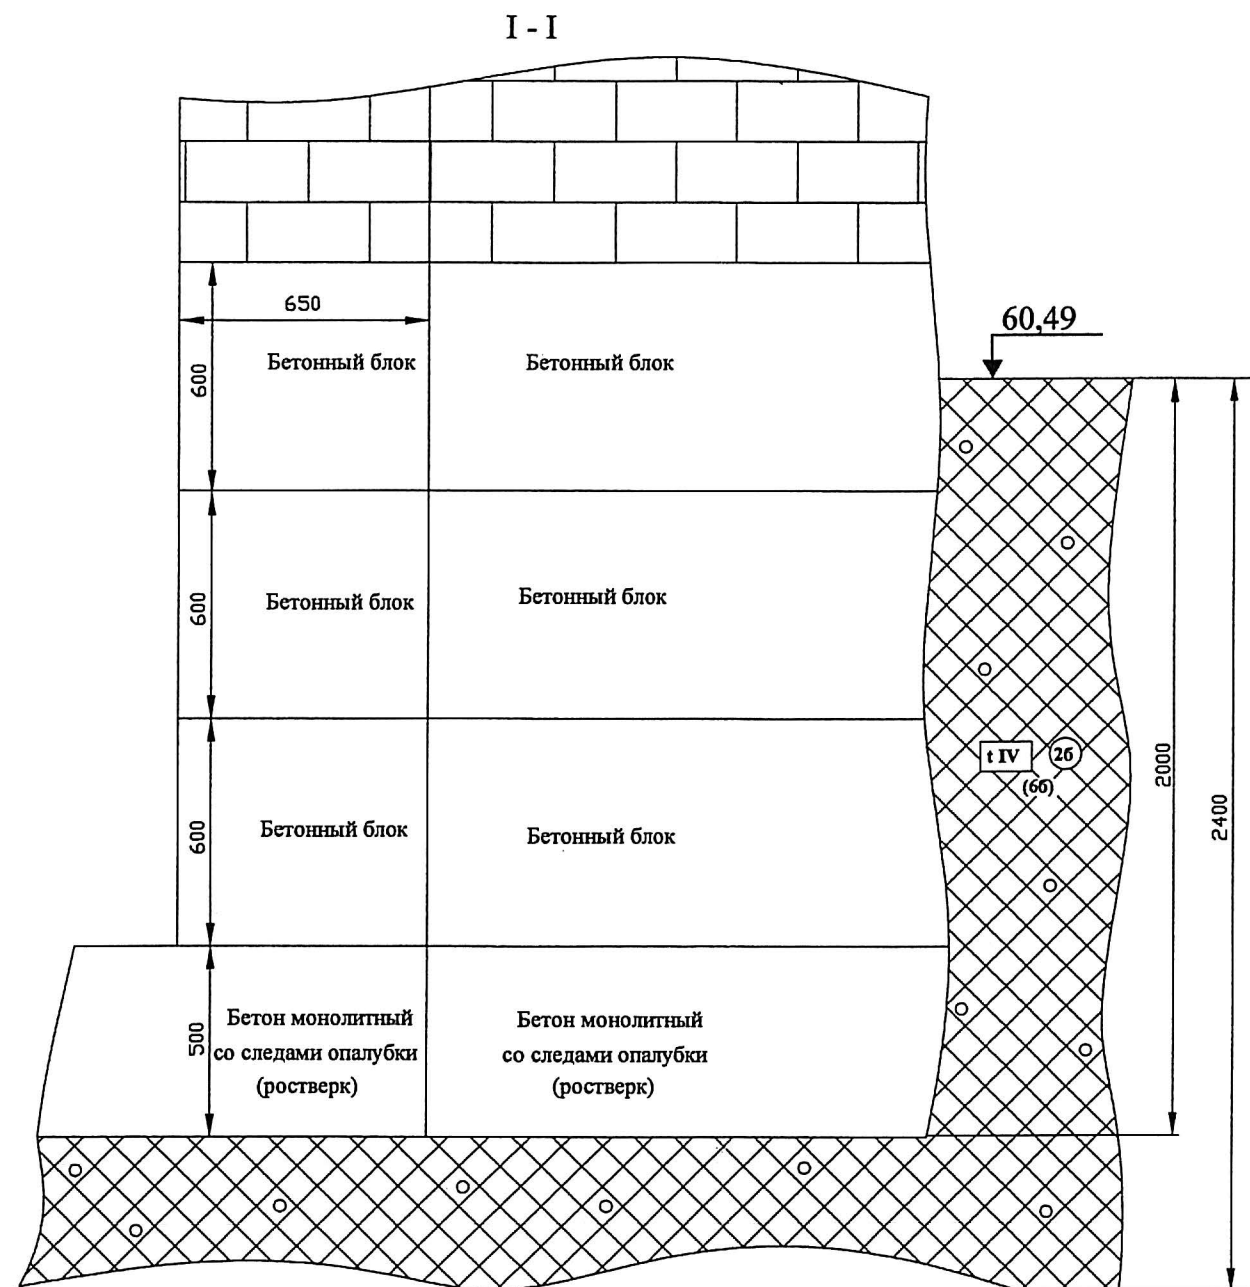 I - I
650
60,49
600
Бетонный блок
Бетонный блок
600
Бетонный блок
Бетонный блок
t IV
2б
(6б)
2000
2400
600
Бетонный блок
Бетонный блок
500
Бетон монолитный
со следами опалубки
(ростверк)
Бетон монолитный
со следами опалубки
(ростверк)